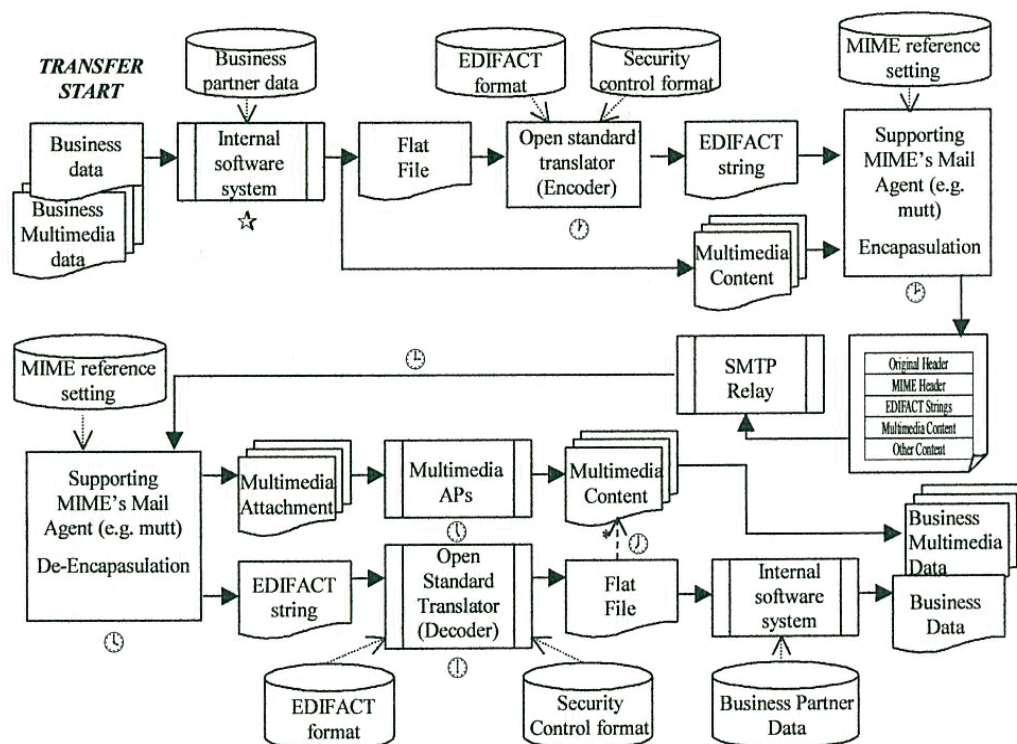 TRANSFER
START
Business
partner data
EDIFACT
format
Security
control format
MIME reference
setting
Business
data
Business
Multimedia
data
Internal
software
system
Flat
File
Open standard
translator
(Encoder)
EDIFACT
string
Multimedia
Content
Supporting
MIME's Mail
Agent (e.g.
mutt)
Encapasulation
Original Header
MIME Header
EDIFACT Strings
Multimedia Content
Other Content
SMTP
Relay
MIME reference
setting
Supporting
MIME's Mail
Agent (e.g. mutt)
De-Encapasulation
Multimedia
Attachment
Multimedia
APs
Multimedia
Content
Business
Multimedia
Data
EDIFACT
string
Open
Standard
Translator
(Decoder)
*
Flat
File
Internal
software
system
Business
Data
EDIFACT
format
Security
Control format
Business Partner
Data